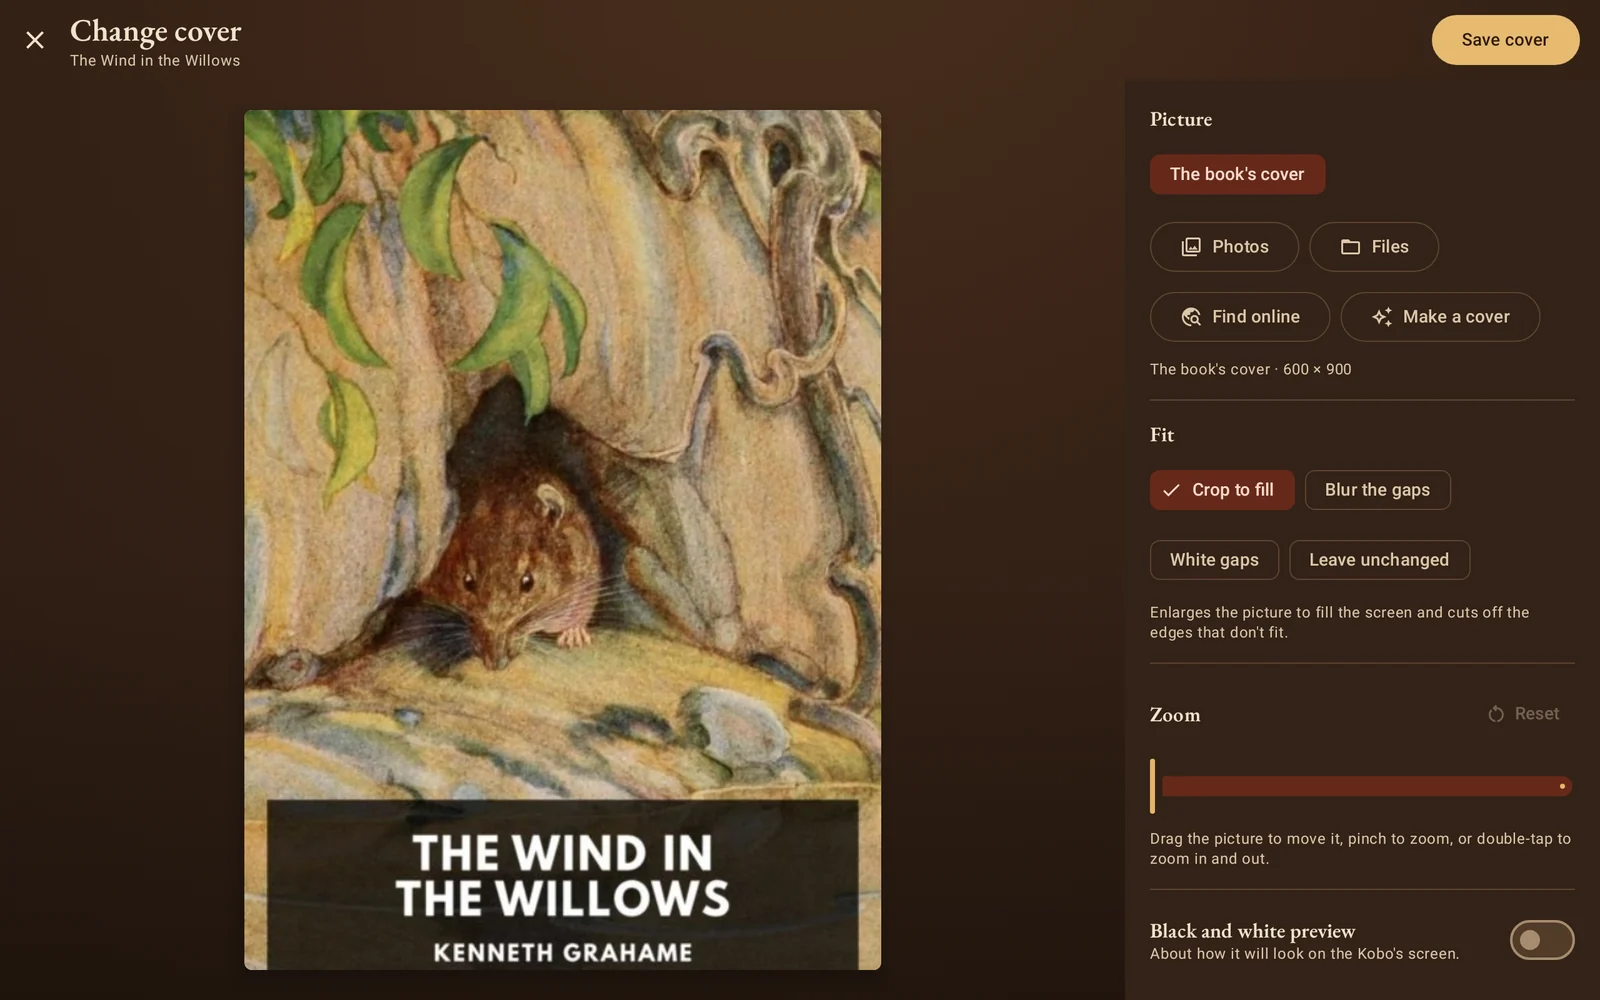 Change cover
The Wind in the Willows
Save cover
THE WIND IN
THE WILLOWS
KENNETH GRAHAME
Picture
The book's cover
Photos
Files
Find online
Make a cover
The book's cover · 600 × 900
Fit
Crop to fill
Blur the gaps
White gaps
Leave unchanged
Enlarges the picture to fill the screen and cuts off the
edges that don't fit.
Zoom
Reset
Drag the picture to move it, pinch to zoom, or double-tap to
zoom in and out.
Black and white preview
About how it will look on the Kobo's screen.